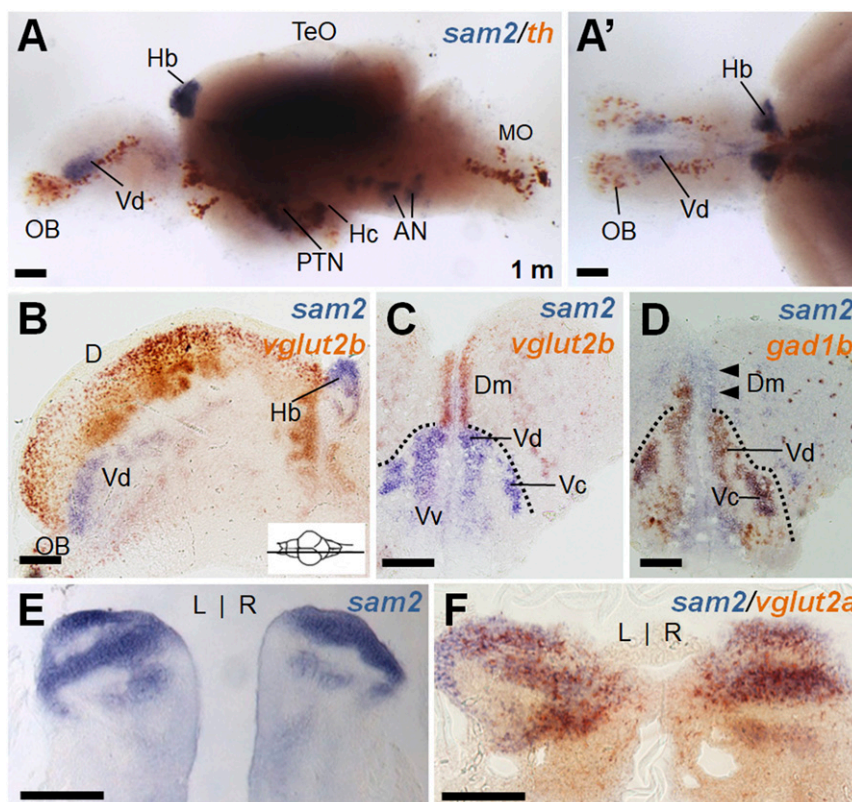 A
TeO
sam2/th
Hb
MO
Vd
OB
Hc
AN
PTN
1 m
A'
Hb
OB
Vd
B
sam2
vglut2b
D
Hb
Vd
OB
C
sam2
vglut2b
Dm
Vd
Vc
Vv
D
sam2
gad1b
Dm
Vd
Vc
E
L | R
sam2
F
sam2/vglut2a
L | R